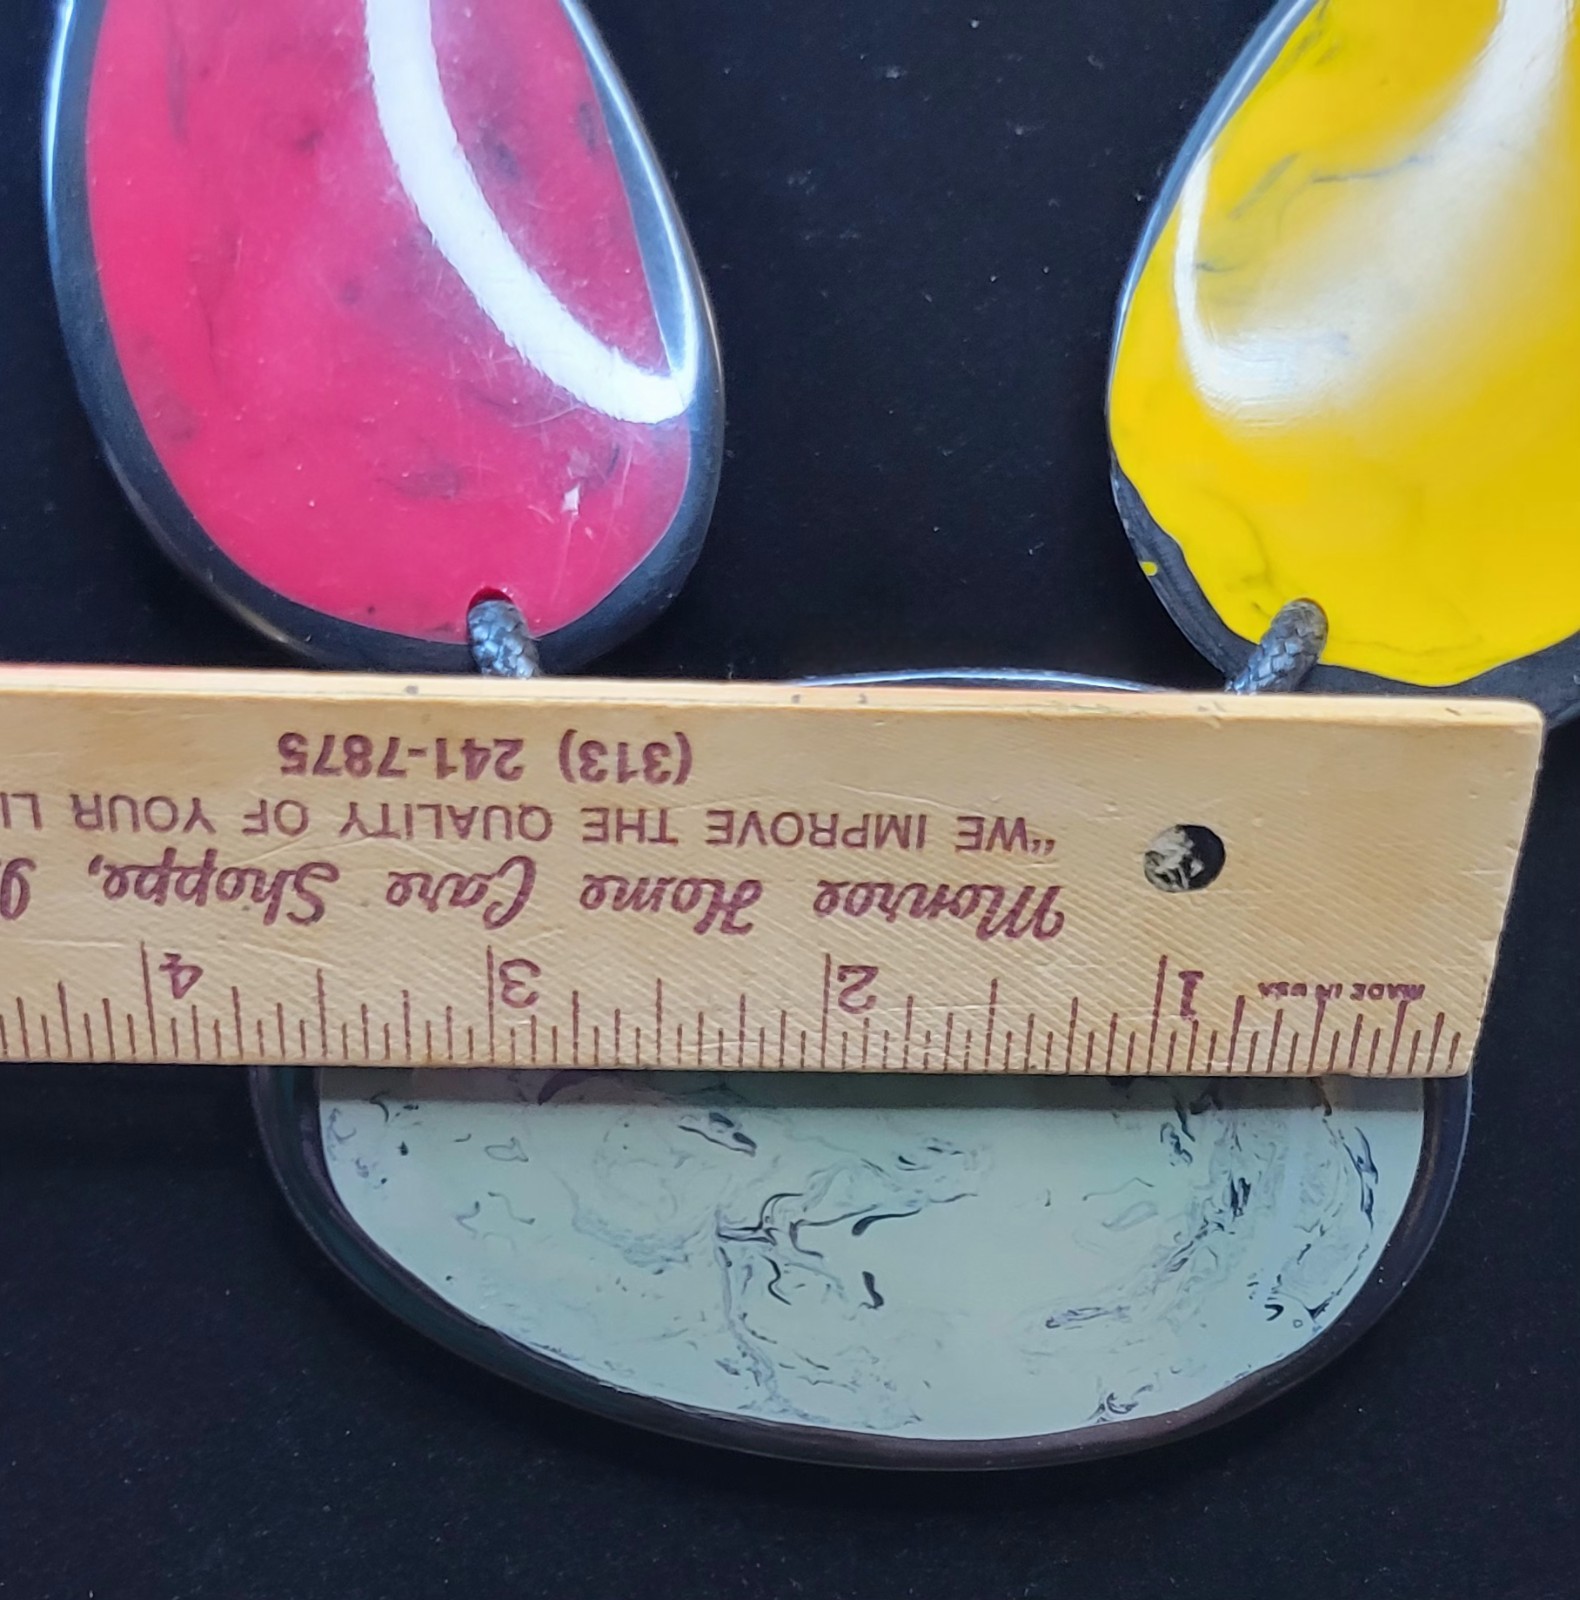 MADE IN USA
1 2 3 4
Monroe Home Care Shoppe,
"WE IMPROVE THE QUALITY OF YOUR LI
(313) 241-7875